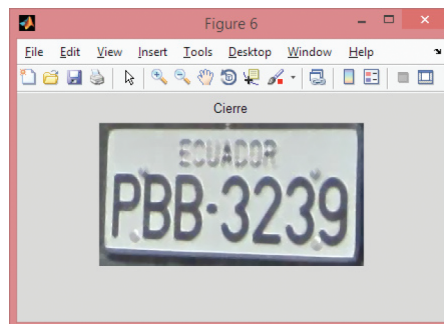 Figure 6
File Edit View Insert Tools Desktop Window Help
Cierre
ECUADOR
PBB-3239